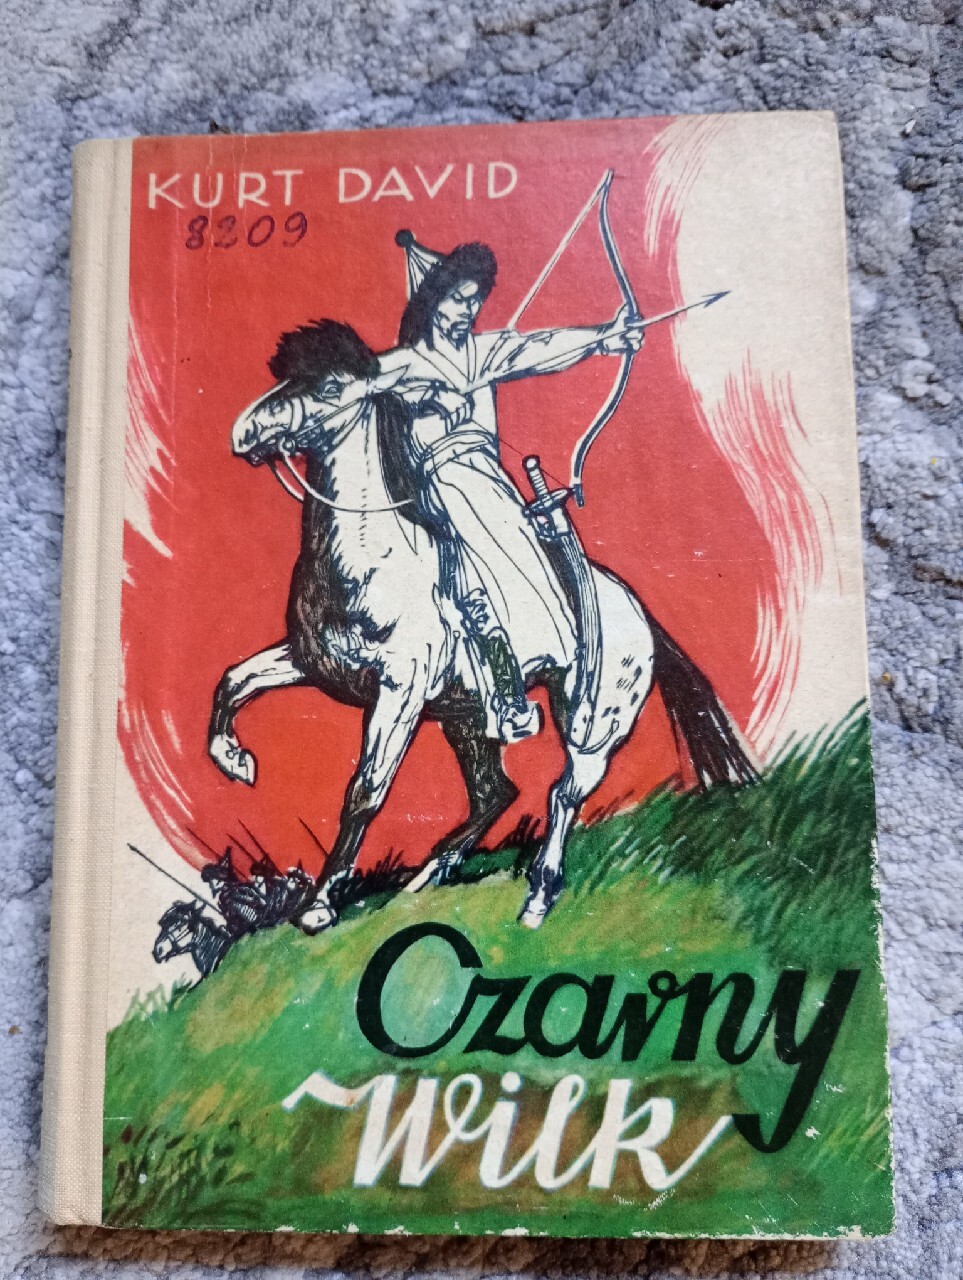 KURT DAVID
8209
Czarny
Wilk